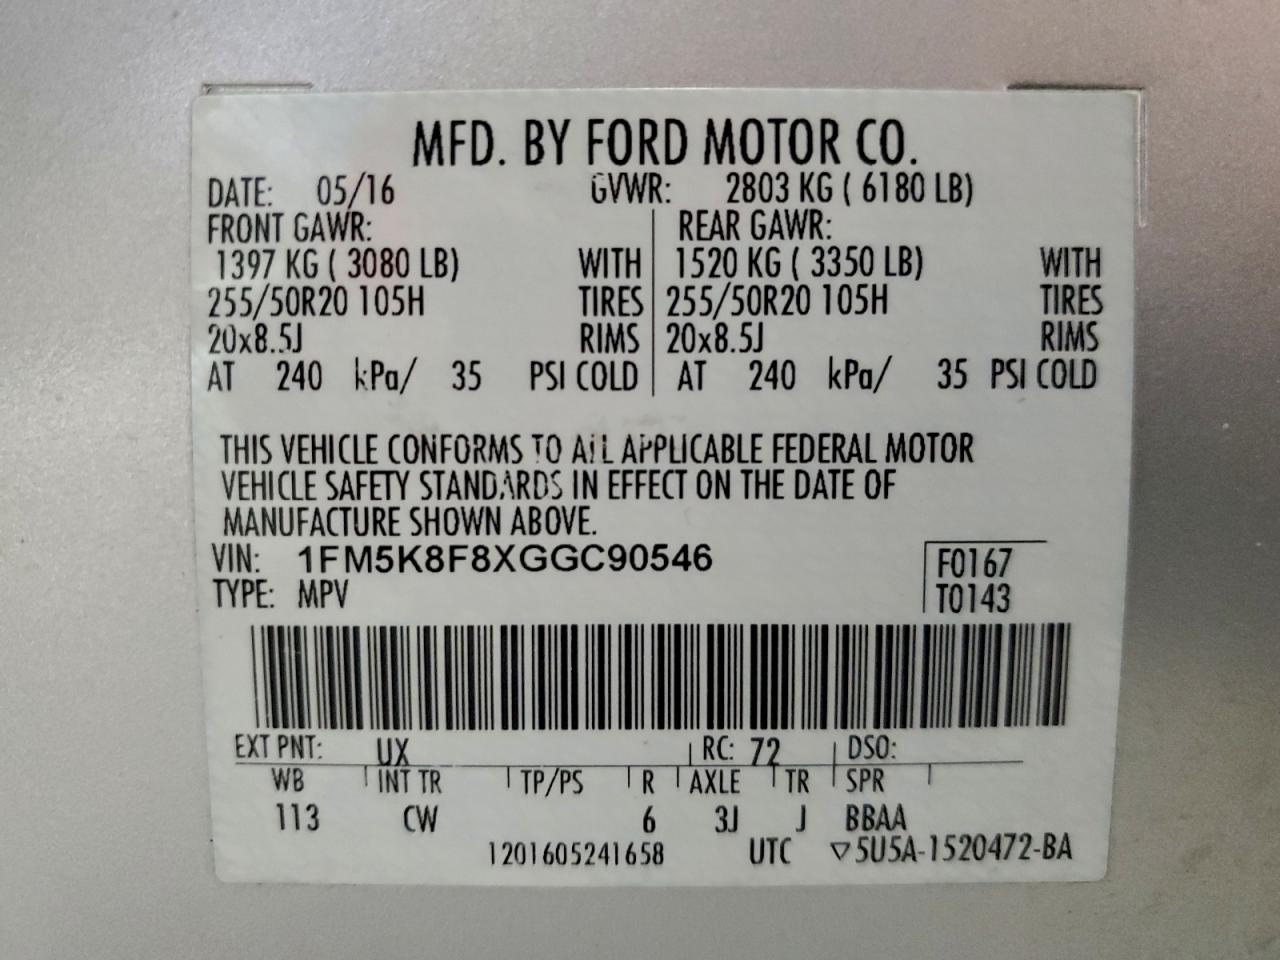 MFD. BY FORD MOTOR CO.
DATE: 05/16 GVWR: 2803 KG ( 6180 LB)
FRONT GAWR: REAR GAWR:
1397 KG ( 3080 LB) WITH 1520 KG ( 3350 LB) WITH
255/50R20 105H TIRES 255/50R20 105H TIRES
20x8.5J RIMS 20x8.5J RIMS
AT 240 kPa/ 35 PSI COLD AT 240 kPa/ 35 PSI COLD
THIS VEHICLE CONFORMS TO ALL APPLICABLE FEDERAL MOTOR
VEHICLE SAFETY STANDARDS IN EFFECT ON THE DATE OF
MANUFACTURE SHOWN ABOVE.
VIN: 1FM5K8F8XGGC90546 F0167
TYPE: MPV T0143
EXT PNT: UX RC: 72 DSO:
WB INT TR TP/PS R AXLE TR SPR
113 CW 6 3J J BBAA
1201605241658 UTC ▽5U5A-1520472-BA